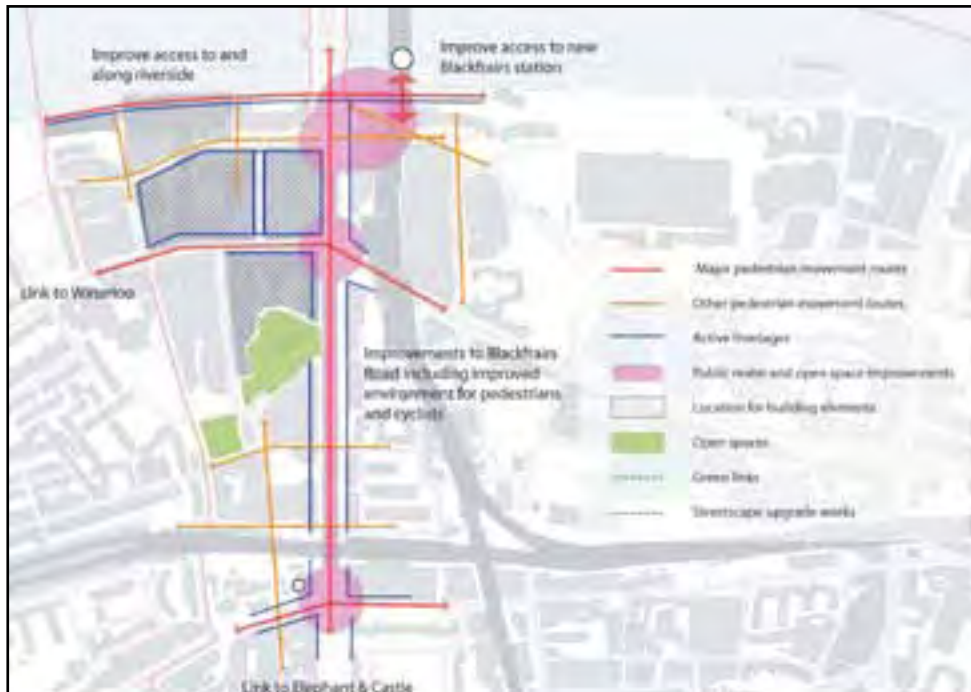 Improve access to and
along riverside
Improve access to new
Blackfriars station
Link to Waterloo
Improvements to Blackfriars
Road including improved
environment for pedestrians
and cyclists
Major pedestrian movement routes
Other pedestrian movement routes
Active frontages
Public realm and open space improvements
Location for building elements
Open spaces
Green links
Streetscape upgrade works
Link to Elephant & Castle